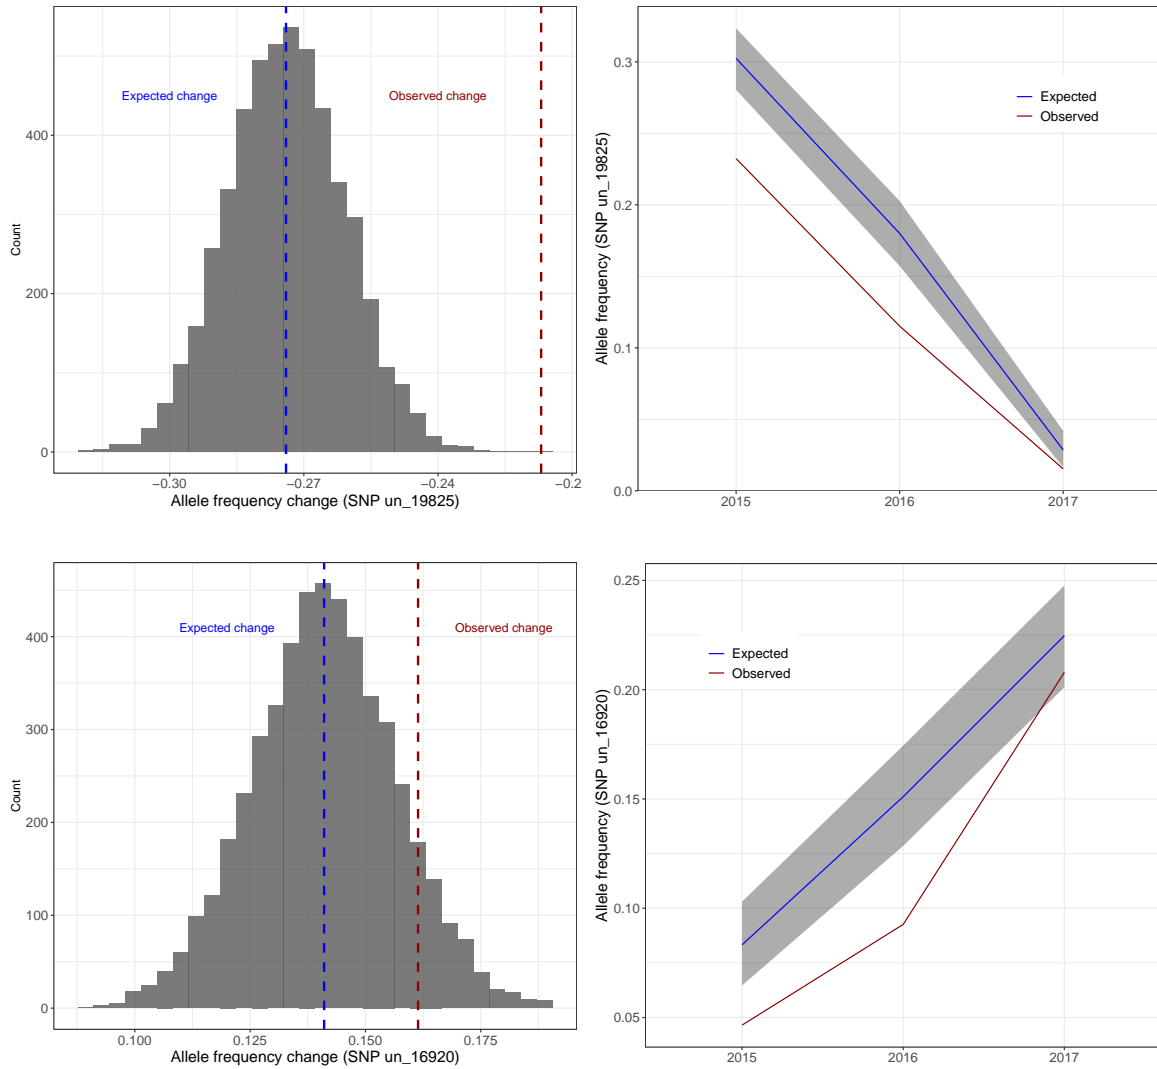 Expected change
Observed change
Count
400
200
0
−0.30
−0.27
−0.24
−0.2
Allele frequency change (SNP un_19825)
Expected
Observed
Allele frequency (SNP un_19825)
0.3
0.2
0.1
0.0
2015
2016
2017
Expected change
Observed change
Count
400
300
200
100
0
0.100
0.125
0.150
0.175
Allele frequency change (SNP un_16920)
Expected
Observed
Allele frequency (SNP un_16920)
0.25
0.20
0.15
0.10
0.05
2015
2016
2017